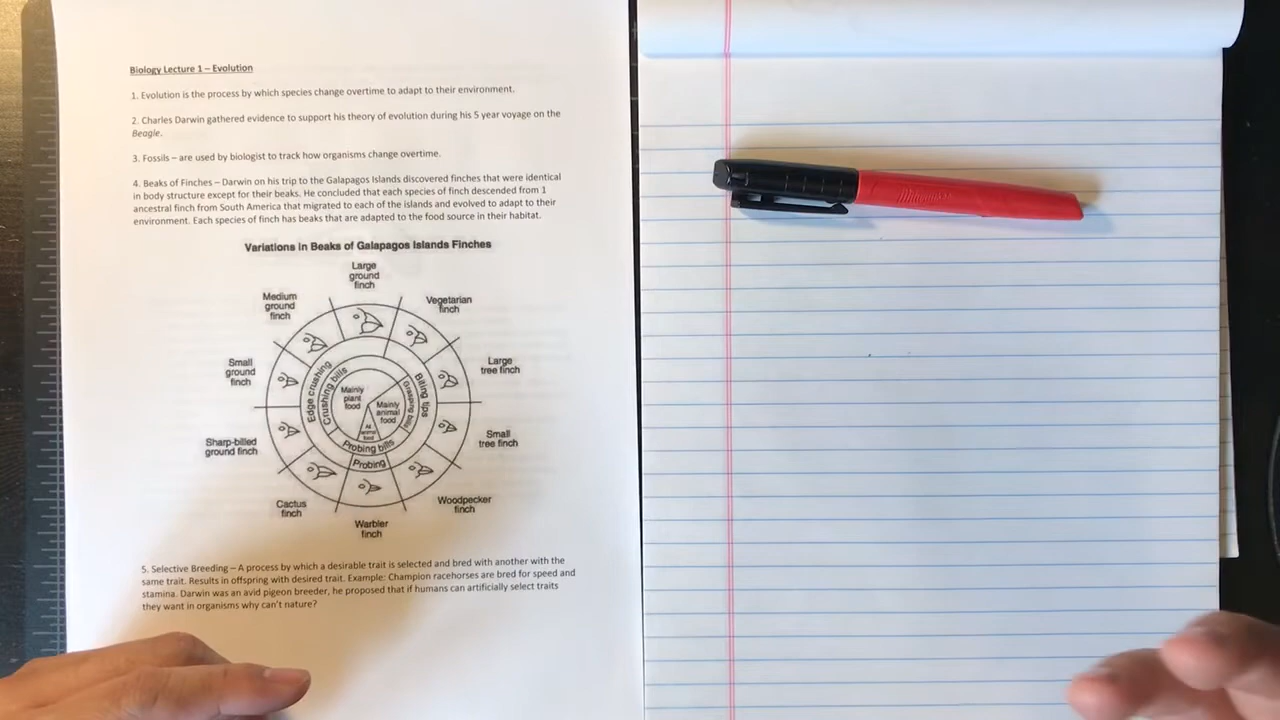 Biology Lecture 1 – Evolution
1. Evolution is the process by which species change overtime to adapt to their environment.
2. Charles Darwin gathered evidence to support his theory of evolution during his 5 year voyage on the
Beagle.
3. Fossils – are used by biologist to track how organisms change overtime.
4. Beaks of Finches – Darwin on his trip to the Galapagos Islands discovered finches that were identical
in body structure except for their beaks. He concluded that each species of finch descended from 1
ancestral finch from South America that migrated to each of the islands and evolved to adapt to their
environment. Each species of finch has beaks that are adapted to the food source in their habitat.
Variations in Beaks of Galapagos Islands Finches
Large
ground
finch
Medium
ground
finch
Vegetarian
finch
Small
ground
finch
Large
tree finch
Edge crushing
Crushing bills
Biting tips
Grasping bills
Mainly
plant
food
Mainly
animal
food
All
animal
food
Probing bills
Probing
Sharp-billed
ground finch
Small
tree finch
Cactus
finch
Woodpecker
finch
Warbler
finch
5. Selective Breeding – A process by which a desirable trait is selected and bred with another with the
same trait. Results in offspring with desired trait. Example: Champion racehorses are bred for speed and
stamina. Darwin was an avid pigeon breeder, he proposed that if humans can artificially select traits
they want in organisms why can't nature?